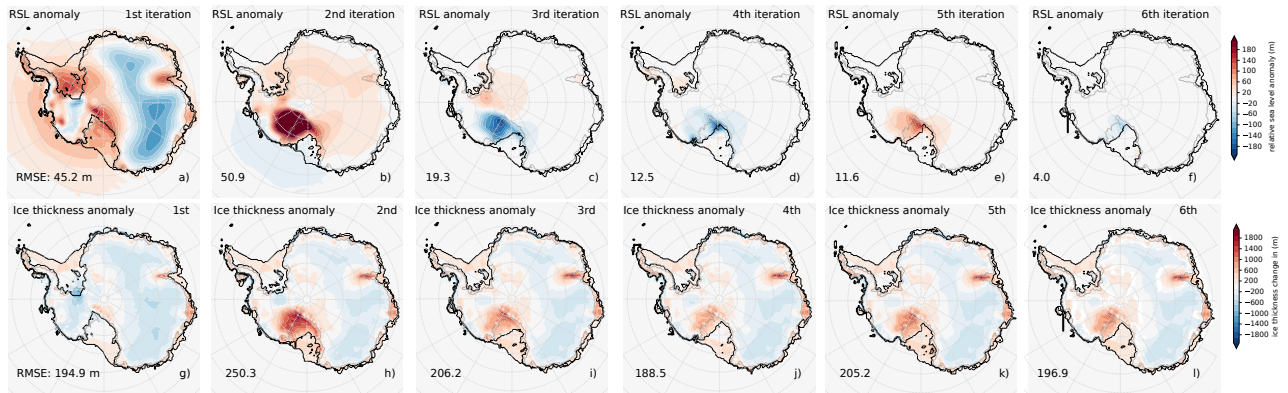 RSL anomaly 1st iteration
RMSE: 45.2 m a)
RSL anomaly 2nd iteration
50.9 b)
RSL anomaly 3rd iteration
19.3 c)
RSL anomaly 4th iteration
12.5 d)
RSL anomaly 5th iteration
11.6 e)
RSL anomaly 6th iteration
4.0 f)
180
140
100
60
20
−20
−60
−100
−140
−180
relative sea level anomaly (m)
Ice thickness anomaly 1st
RMSE: 194.9 m g)
Ice thickness anomaly 2nd
250.3 h)
Ice thickness anomaly 3rd
206.2 i)
Ice thickness anomaly 4th
188.5 j)
Ice thickness anomaly 5th
205.2 k)
Ice thickness anomaly 6th
196.9 l)
1800
1400
1000
600
200
−200
−600
−1000
−1400
−1800
ice thickness change in (m)